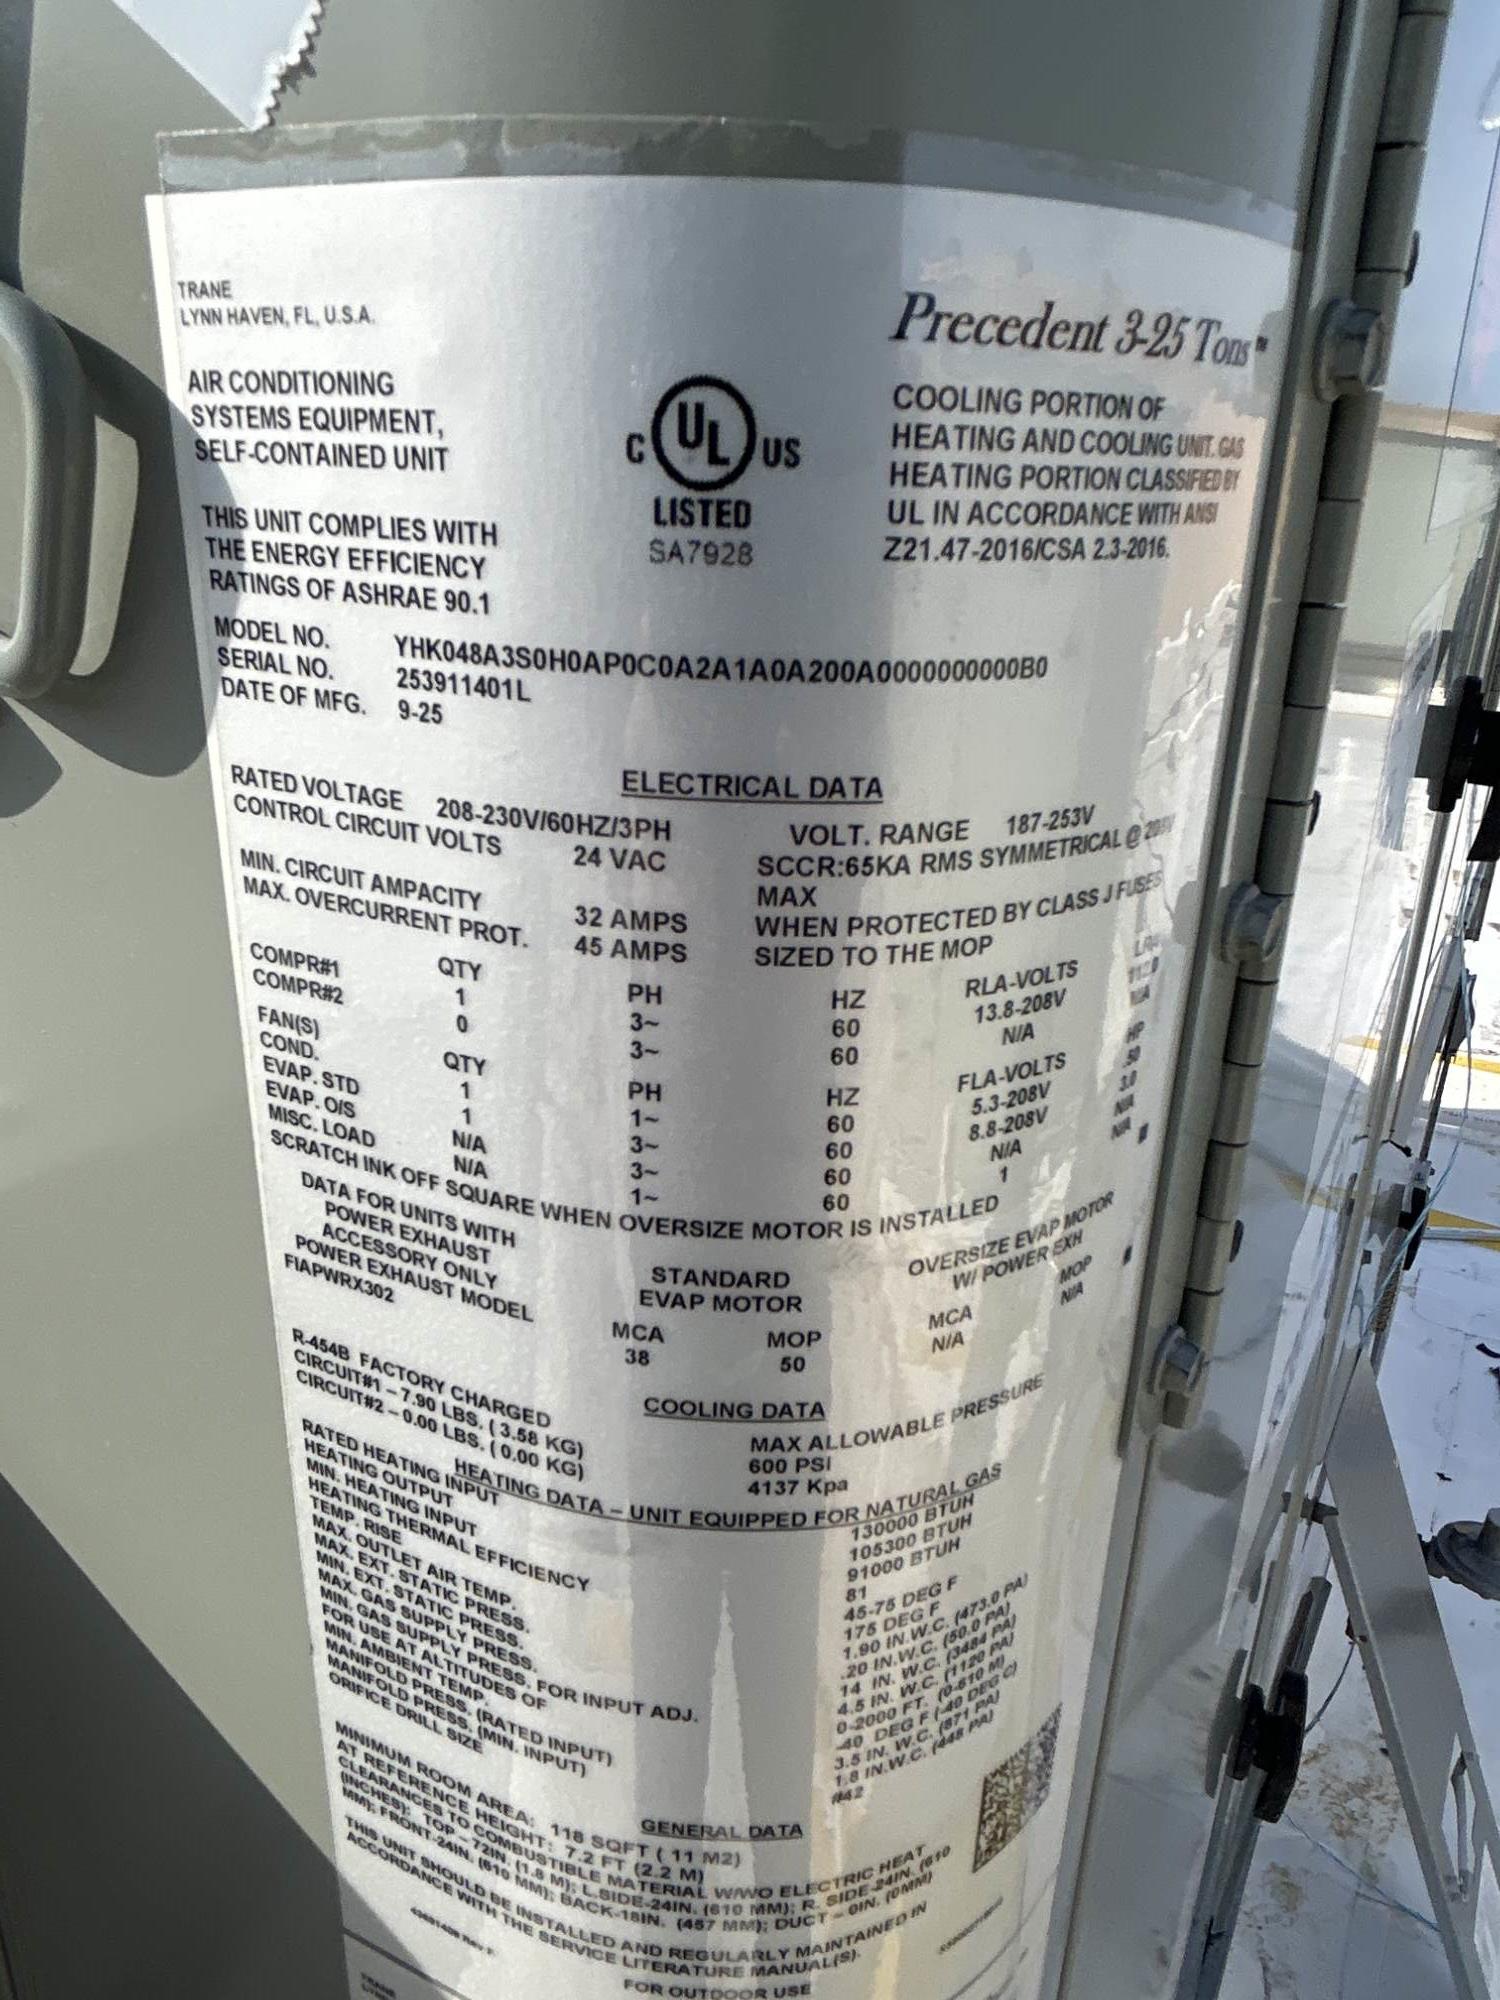 TRANE
LYNN HAVEN, FL, U.S.A.
Precedent 3-25 Tons™
AIR CONDITIONING
SYSTEMS EQUIPMENT,
SELF-CONTAINED UNIT
C UL US
LISTED
SA7928
COOLING PORTION OF
HEATING AND COOLING UNIT. GAS
HEATING PORTION CLASSIFIED BY
UL IN ACCORDANCE WITH ANSI
Z21.47-2016/CSA 2.3-2016.
THIS UNIT COMPLIES WITH
THE ENERGY EFFICIENCY
RATINGS OF ASHRAE 90.1
MODEL NO. YHK048A3S0H0AP0C0A2A1A0A200A0000000000B0
SERIAL NO. 253911401L
DATE OF MFG. 9-25
ELECTRICAL DATA
RATED VOLTAGE 208-230V/60HZ/3PH VOLT. RANGE 187-253V
CONTROL CIRCUIT VOLTS 24 VAC SCCR:65KA RMS SYMMETRICAL @
MAX
MIN. CIRCUIT AMPACITY 32 AMPS WHEN PROTECTED BY CLASS J FUSES
MAX. OVERCURRENT PROT. 45 AMPS SIZED TO THE MOP
QTY PH HZ RLA-VOLTS
COMPR#1 1 3~ 60 13.8-208V
COMPR#2 0 3~ 60 N/A N/A
FAN(S) QTY PH HZ FLA-VOLTS HP
COND. 1 1~ 60 5.3-208V .50
EVAP. STD 1 3~ 60 8.8-208V 3.0
EVAP. O/S N/A 3~ 60 N/A N/A
MISC. LOAD N/A 1~ 60 1 N/A
SCRATCH INK OFF SQUARE WHEN OVERSIZE MOTOR IS INSTALLED
DATA FOR UNITS WITH
POWER EXHAUST
ACCESSORY ONLY
POWER EXHAUST MODEL
FIAPWRX302
STANDARD
EVAP MOTOR
MCA MOP
38 50
OVERSIZE EVAP MOTOR
W/ POWER EXH
MCA MOP
N/A N/A
COOLING DATA
R-454B FACTORY CHARGED
CIRCUIT#1 – 7.90 LBS. ( 3.58 KG)
CIRCUIT#2 – 0.00 LBS. ( 0.00 KG)
MAX ALLOWABLE PRESSURE
600 PSI
4137 Kpa
HEATING DATA – UNIT EQUIPPED FOR NATURAL GAS
RATED HEATING INPUT 130000 BTUH
HEATING OUTPUT 105300 BTUH
MIN. HEATING INPUT 91000 BTUH
HEATING THERMAL EFFICIENCY 81
TEMP. RISE 45-75 DEG F
MAX. OUTLET AIR TEMP. 175 DEG F
MAX. EXT. STATIC PRESS. 1.90 IN.W.C. (473.0 PA)
MIN. EXT. STATIC PRESS. .20 IN.W.C. (50.0 PA)
MAX. GAS SUPPLY PRESS. 14 IN. W.C. (3484 PA)
MIN. GAS SUPPLY PRESS. FOR INPUT ADJ. 4.5 IN. W.C. (1120 PA)
FOR USE AT ALTITUDES OF 0-2000 FT. (0-610 M)
MIN. AMBIENT TEMP. -40 DEG F (-40 DEG C)
MANIFOLD PRESS. (RATED INPUT) 3.5 IN. W.C. (871 PA)
MANIFOLD PRESS. (MIN. INPUT) 1.8 IN.W.C. (448 PA)
ORIFICE DRILL SIZE #42
GENERAL DATA
MINIMUM ROOM AREA: 118 SQFT ( 11 M2)
AT REFERENCE HEIGHT: 7.2 FT (2.2 M)
CLEARANCES TO COMBUSTIBLE MATERIAL W/WO ELECTRIC HEAT
(INCHES): TOP – 72IN. (1.8 M); L.SIDE-24IN. (610 MM); R. SIDE-24IN. (610
MM); FRONT-24IN. (610 MM); BACK-18IN. (457 MM); DUCT – 0IN. (0MM)
THIS UNIT SHOULD BE INSTALLED AND REGULARLY MAINTAINED IN
ACCORDANCE WITH THE SERVICE LITERATURE MANUAL(S).
FOR OUTDOOR USE
TRANE